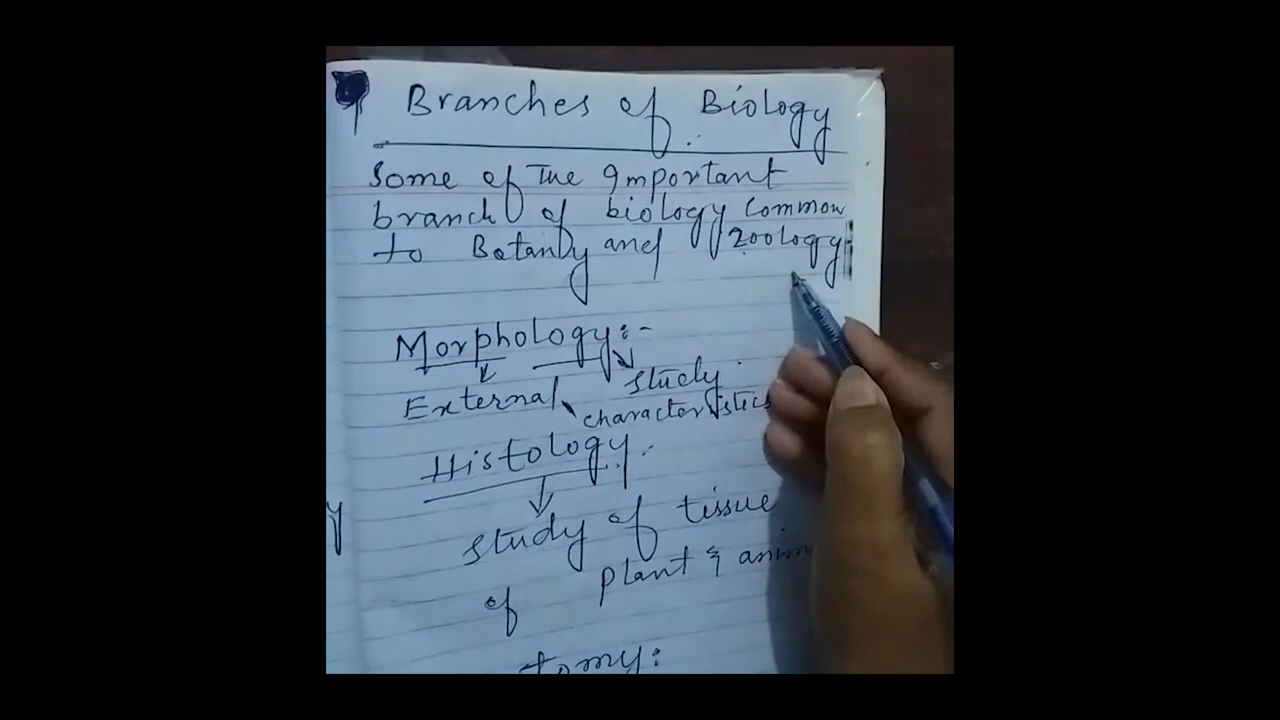 Branches of Biology
Some of the Important
branch of biology common
to Botany and Zoology
Morphology:-
External study
characteristics
Histology
study of tissue
of plant & anim
tomy: